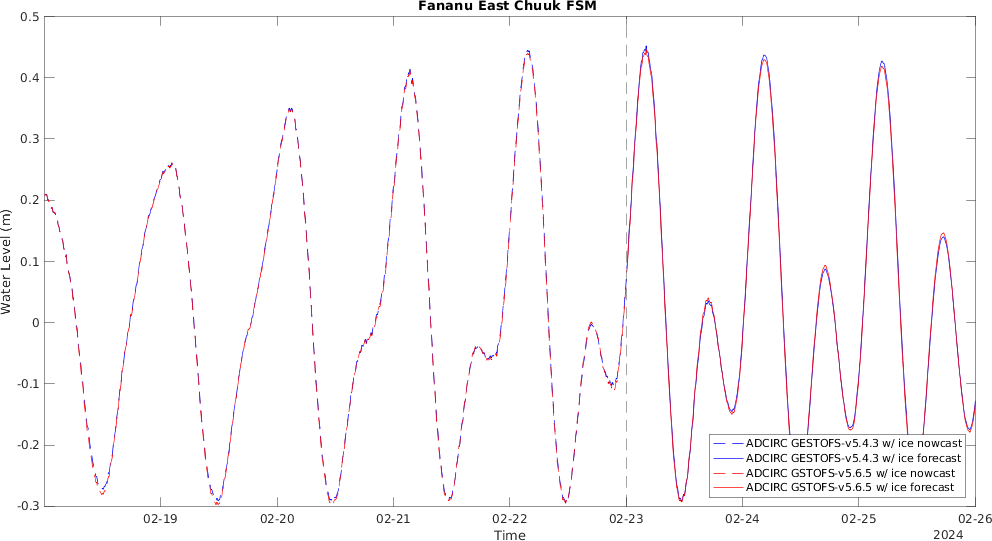 Fananu East Chuuk FSM
0.5
0.4
0.3
0.2
0.1
0
-0.1
-0.2
-0.3
Water Level (m)
ADCIRC GESTOFS-v5.4.3 w/ ice nowcast
ADCIRC GESTOFS-v5.4.3 w/ ice forecast
ADCIRC GSTOFS-v5.6.5 w/ ice nowcast
ADCIRC GSTOFS-v5.6.5 w/ ice forecast
02-19 02-20 02-21 02-22 02-23 02-24 02-25 02-26
Time
2024